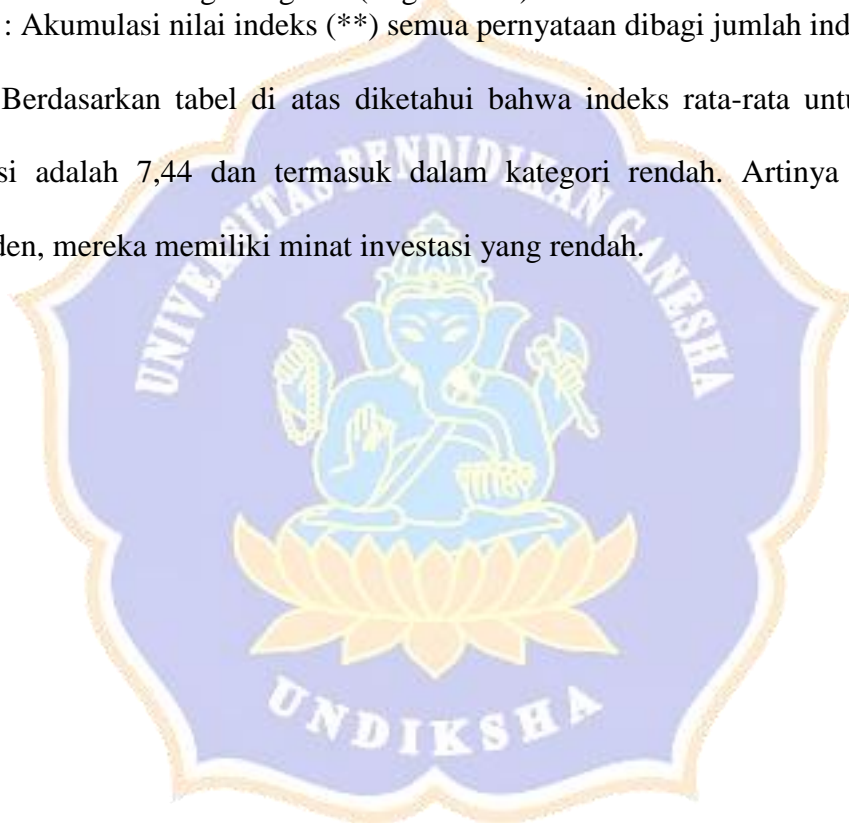 : Akumulasi nilai indeks (**) semua pernyataan dibagi jumlah ind
Berdasarkan tabel di atas diketahui bahwa indeks rata-rata untu
si adalah 7,44 dan termasuk dalam kategori rendah. Artinya
den, mereka memiliki minat investasi yang rendah.
UNIVERSITAS PENDIDIKAN GANESHA
UNDIKSHA